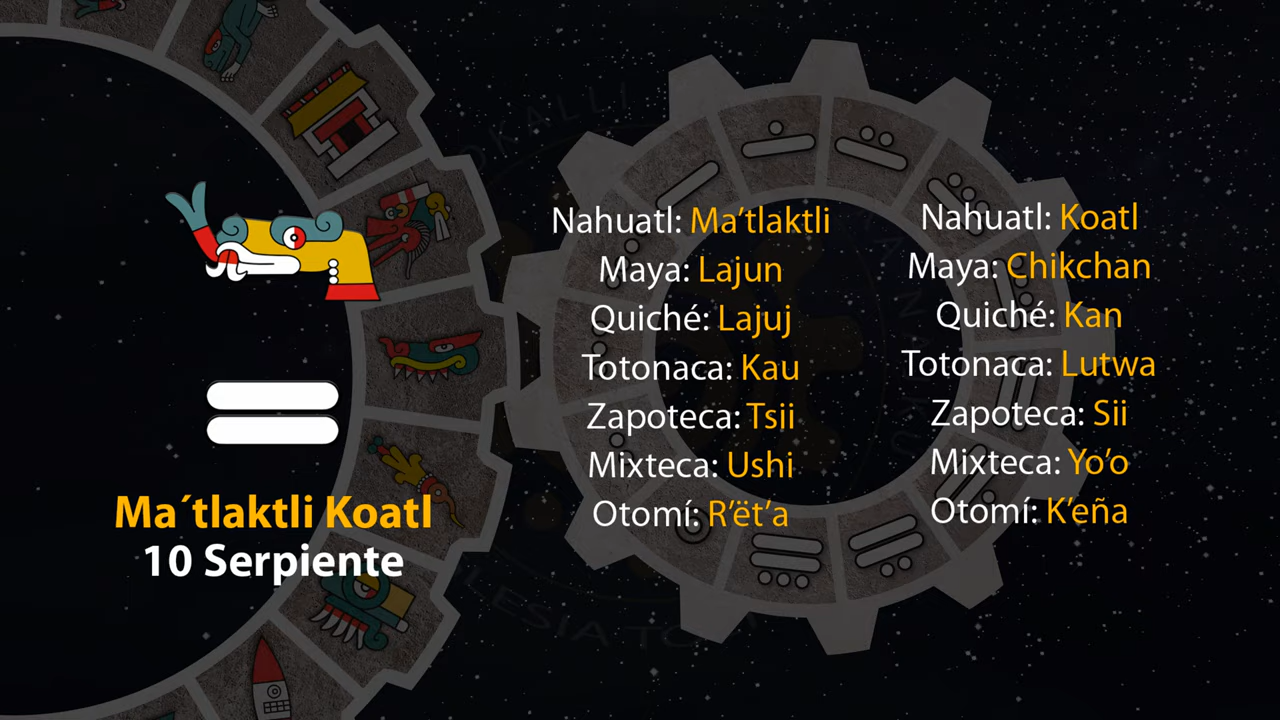 Nahuatl: Ma’tlaktli
Maya: Lajun
Quiché: Lajuj
Totonaca: Kau
Zapoteca: Tsii
Mixteca: Ushi
Otomí: R’ët’a
Nahuatl: Koatl
Maya: Chikchan
Quiché: Kan
Totonaca: Lutwa
Zapoteca: Sii
Mixteca: Yo’o
Otomí: K’eña
Ma´tlaktli Koatl
10 Serpiente